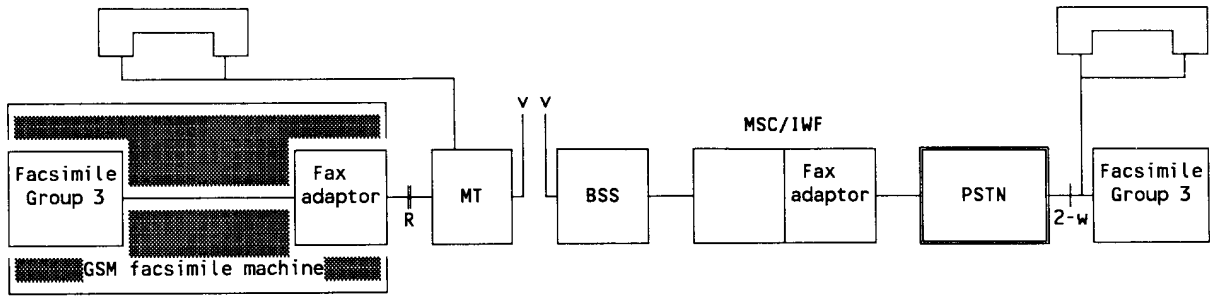 MSC/IWF
Facsimile
Group 3
Fax
adaptor
R
MT
BSS
Fax
adaptor
PSTN
2-w
Facsimile
Group 3
GSM facsimile machine